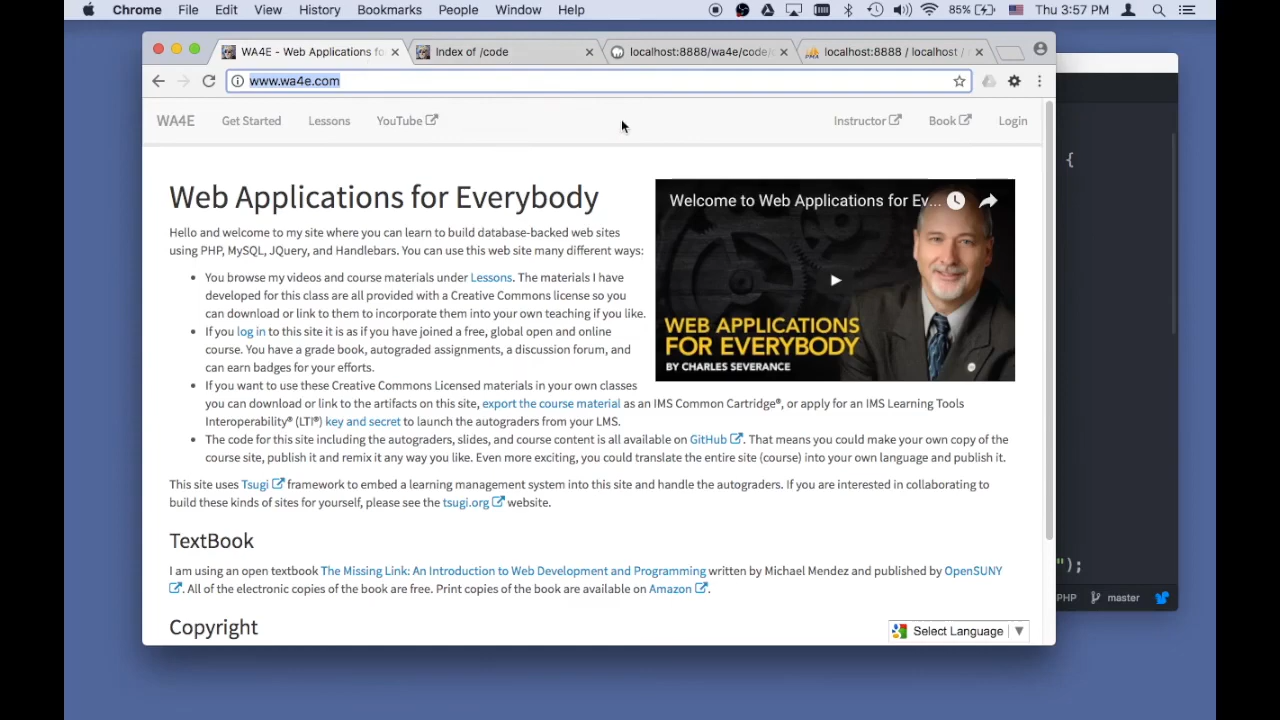 Chrome File Edit View History Bookmarks People Window Help 85% Thu 3:57 PM
WA4E - Web Applications fo Index of /code localhost:8888/wa4e/code/ localhost:8888 / localhost /
www.wa4e.com
WA4E Get Started Lessons YouTube Instructor Book Login
{
Web Applications for Everybody
Welcome to Web Applications for Ev...
Hello and welcome to my site where you can learn to build database-backed web sites
using PHP, MySQL, JQuery, and Handlebars. You can use this web site many different ways:
• You browse my videos and course materials under Lessons. The materials I have
developed for this class are all provided with a Creative Commons license so you
can download or link to them to incorporate them into your own teaching if you like.
• If you log in to this site it is as if you have joined a free, global open and online
course. You have a grade book, autograded assignments, a discussion forum, and
can earn badges for your efforts.
WEB APPLICATIONS
FOR EVERYBODY
BY CHARLES SEVERANCE
• If you want to use these Creative Commons Licensed materials in your own classes
you can download or link to the artifacts on this site, export the course material as an IMS Common Cartridge®, or apply for an IMS Learning Tools
Interoperability® (LTI®) key and secret to launch the autograders from your LMS.
• The code for this site including the autograders, slides, and course content is all available on GitHub. That means you could make your own copy of the
course site, publish it and remix it any way you like. Even more exciting, you could translate the entire site (course) into your own language and publish it.
This site uses Tsugi framework to embed a learning management system into this site and handle the autograders. If you are interested in collaborating to
build these kinds of sites for yourself, please see the tsugi.org website.
TextBook
I am using an open textbook The Missing Link: An Introduction to Web Development and Programming written by Michael Mendez and published by OpenSUNY
. All of the electronic copies of the book are free. Print copies of the book are available on Amazon.
");
PHP master
Copyright
Select Language